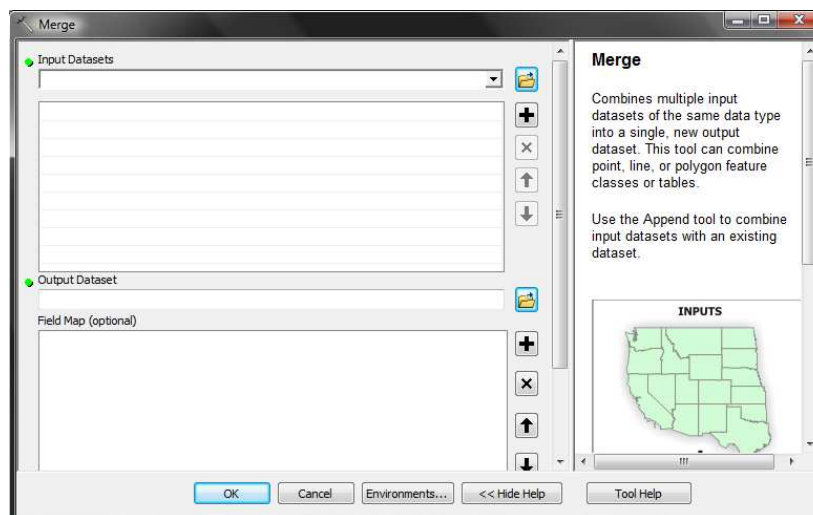 Merge
Input Datasets
Output Dataset
Field Map (optional)
Merge
Combines multiple input
datasets of the same data type
into a single, new output
dataset. This tool can combine
point, line, or polygon feature
classes or tables.
Use the Append tool to combine
input datasets with an existing
dataset.
INPUTS
OK
Cancel
Environments...
<< Hide Help
Tool Help